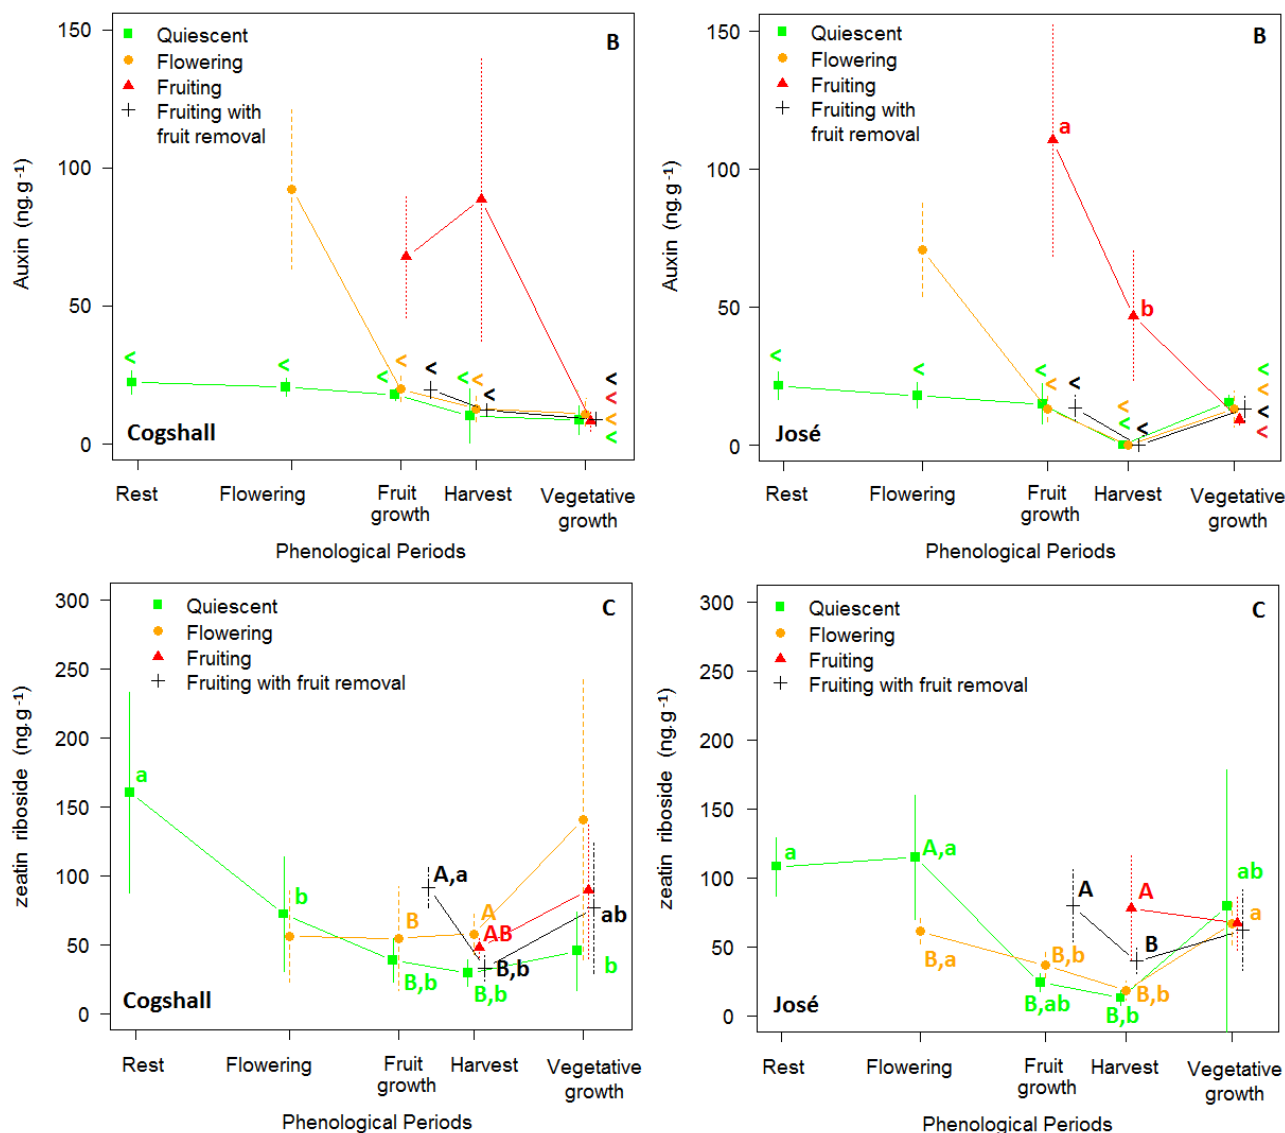 150
100
50
0
Auxin (ng.g⁻¹)
Quiescent
Flowering
Fruiting
Fruiting with
fruit removal
B
< < < < < < < < < < < <
Cogshall
Rest Flowering Fruit growth Harvest Vegetative growth
Phenological Periods
150
100
50
0
Auxin (ng.g⁻¹)
Quiescent
Flowering
Fruiting
Fruiting with
fruit removal
B
a
b
< < < < < < < < < < < <
José
Rest Flowering Fruit growth Harvest Vegetative growth
Phenological Periods
300
250
200
150
100
50
0
zeatin riboside (ng.g⁻¹)
Quiescent
Flowering
Fruiting
Fruiting with fruit removal
C
a
b
A,a
B
A
AB
B,b
B,b
B,b
ab
b
Cogshall
Rest Flowering Fruit growth Harvest Vegetative growth
Phenological Periods
300
250
200
150
100
50
0
zeatin riboside (ng.g⁻¹)
Quiescent
Flowering
Fruiting
Fruiting with fruit removal
C
a
A,a
B,a
A
A
B
B,ab
B,b
B,b
ab
a
José
Rest Flowering Fruit growth Harvest Vegetative growth
Phenological Periods